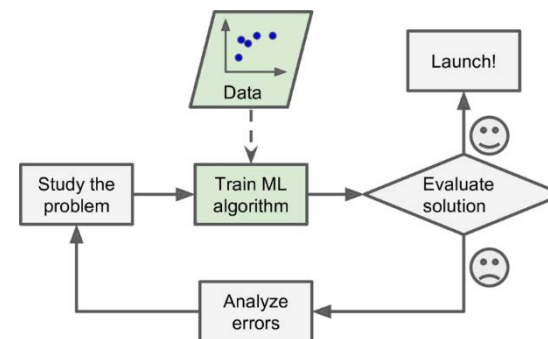 Data
Launch!
Study the
problem
Train ML
algorithm
Evaluate
solution
Analyze
errors